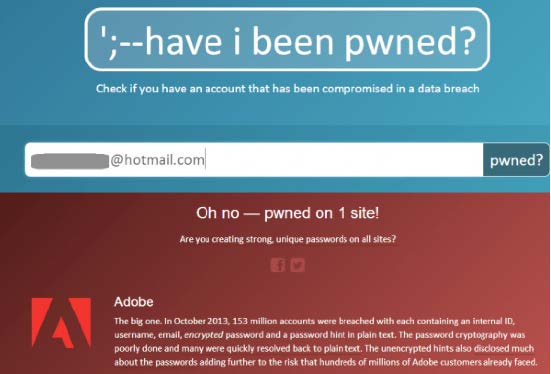 ';--have i been pwned?
Check if you have an account that has been compromised in a data breach
@hotmail.com
pwned?
Oh no — pwned on 1 site!
Are you creating strong, unique passwords on all sites?
Adobe
The big one. In October 2013, 153 million accounts were breached with each containing an internal ID,
username, email, encrypted password and a password hint in plain text. The password cryptography was
poorly done and many were quickly resolved back to plain text. The unencrypted hints also disclosed much
about the passwords adding further to the risk that hundreds of millions of Adobe customers already faced.